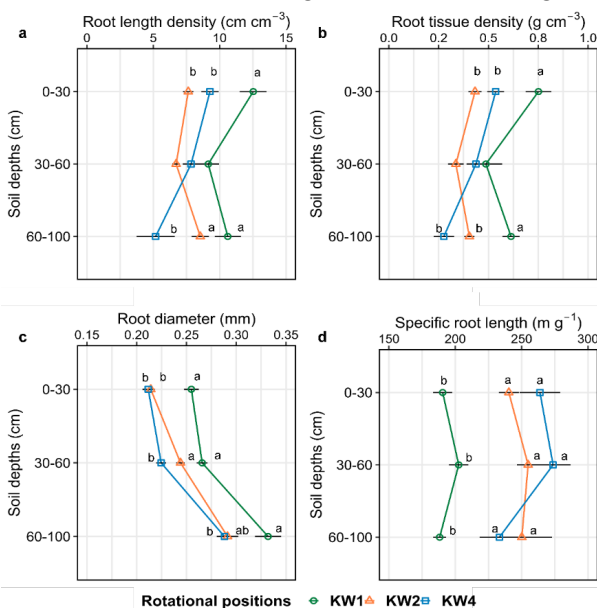 Root length density (cm cm⁻³)
a
0 5 10 15
Soil depths (cm)
0-30
30-60
60-100
b b a
b a a
Root tissue density (g cm⁻³)
b
0.0 0.2 0.5 0.8 1.0
Soil depths (cm)
0-30
30-60
60-100
b b a
b b a
Root diameter (mm)
c
0.15 0.20 0.25 0.30 0.35
Soil depths (cm)
0-30
30-60
60-100
b b a
b a a
b ab a
Specific root length (m g⁻¹)
d
150 200 250 300
Soil depths (cm)
0-30
30-60
60-100
b a a
b a a
b a a
Rotational positions KW1 KW2 KW4